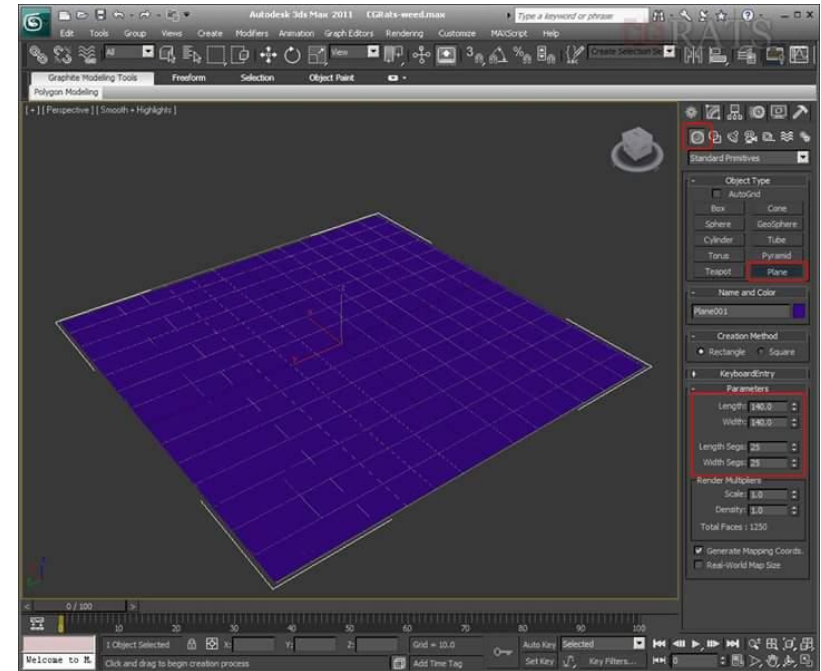 Autodesk 3ds Max 2011 CGRats-weed.max Type a keyword or phrase
Edit Tools Group Views Create Modifiers Animation Graph Editors Rendering Customize MAXScript Help
All View 3 Create Selection Se
RATS
Graphite Modeling Tools Freeform Selection Object Paint
Polygon Modeling
[ + ] [ Perspective ] [ Smooth + Highlights ]
Standard Primitives
- Object Type
AutoGrid
Box Cone
Sphere GeoSphere
Cylinder Tube
Torus Pyramid
Teapot Plane
- Name and Color
Plane001
- Creation Method
Rectangle Square
+ KeyboardEntry
- Parameters
Length: 140.0
Width: 140.0
Length Segs: 25
Width Segs: 25
Render Multipliers
Scale: 1.0
Density: 1.0
Total Faces : 1250
Generate Mapping Coords.
Real-World Map Size
< 0 / 100 >
10 20 30 40 50 60 70 80 90 100
1 Object Selected X: Y: Z: Grid = 10.0 Auto Key Selected
Welcome to M Click and drag to begin creation process Add Time Tag Set Key Key Filters... 0